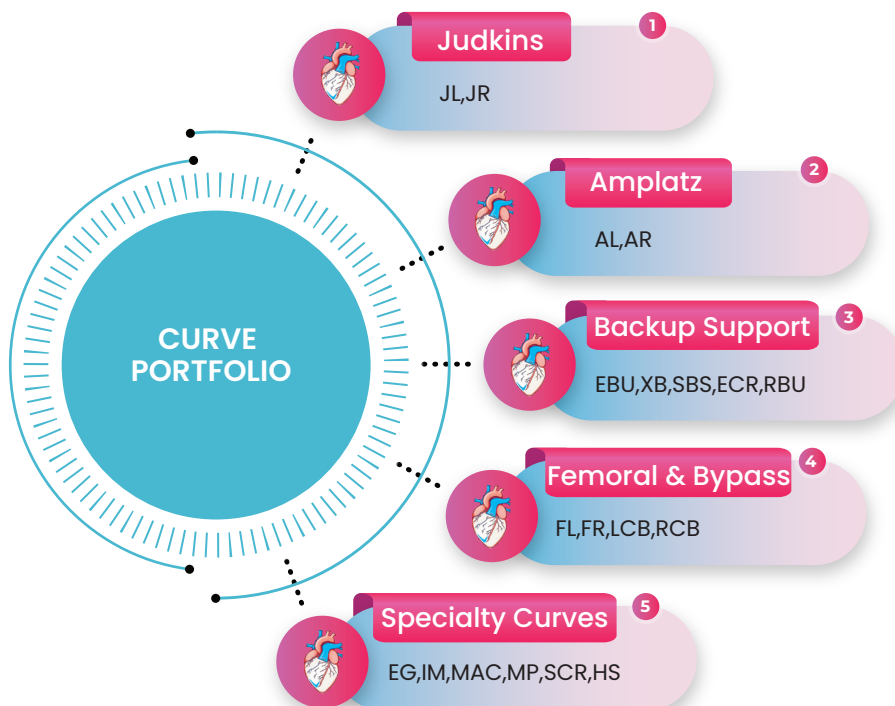 CURVE
PORTFOLIO
1
Judkins
JL,JR
2
Amplatz
AL,AR
3
Backup Support
EBU,XB,SBS,ECR,RBU
4
Femoral & Bypass
FL,FR,LCB,RCB
5
Specialty Curves
EG,IM,MAC,MP,SCR,HS